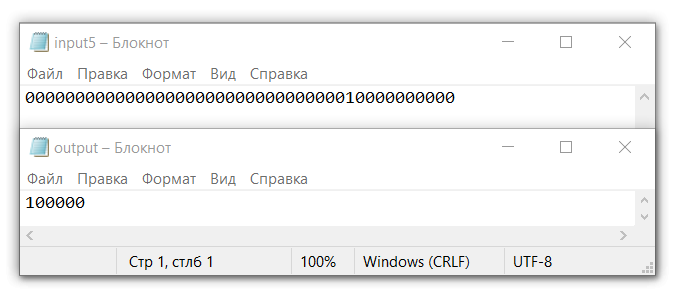 input5 – Блокнот
Файл Правка Формат Вид Справка
0000000000000000000000000000000010000000000
output – Блокнот
Файл Правка Формат Вид Справка
100000
Стр 1, стлб 1 100% Windows (CRLF) UTF-8